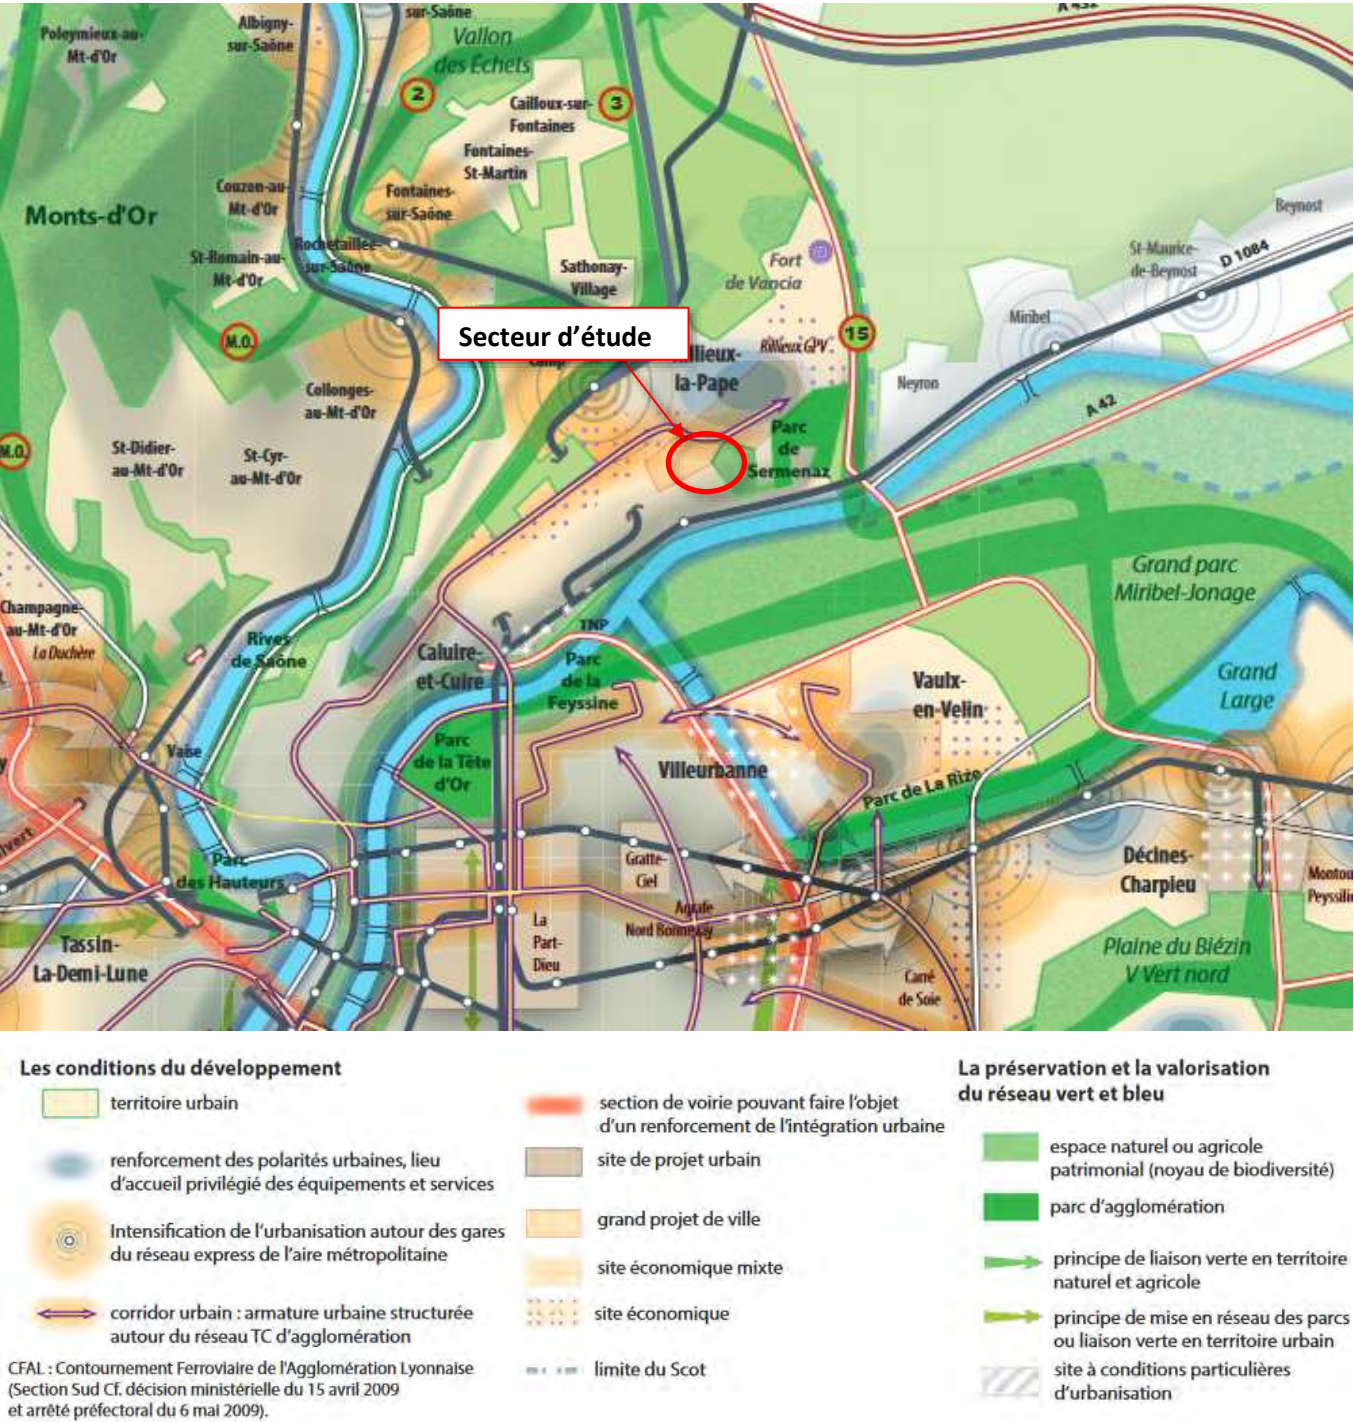 Poleymieux-au-
Mt-d'Or
Albigny-
sur-Saône
sur-Saône
Vallon
des Échets
A 432
2
3
Cailloux-sur-
Fontaines
Fontaines-
St-Martin
Couzon-au-
Mt-d'Or
Fontaines-
sur-Saône
Monts-d'Or
St-Romain-au-
Mt-d'Or
Rochetaillée-
sur-Saône
Sathonay-
Village
Fort
de Vancia
Beynost
St-Maurice-
de-Beynost
D 1084
Miribel
M.O.
Secteur d'étude
Camp
llieux-
la-Pape
Rillieux GPV
15
Neyron
A 42
Collonges-
au-Mt-d'Or
M.O.
St-Didier-
au-Mt-d'Or
St-Cyr-
au-Mt-d'Or
Parc
de
Sermenaz
Grand parc
Miribel-Jonage
Champagne-
au-Mt-d'Or
La Duchère
Rives
de Saône
Caluire-
et-Cuire
TNP
Parc
de la
Feyssine
Vaulx-
en-Velin
Grand
Large
Vaise
Parc
de la Tête
d'Or
Villeurbanne
Parc de La Rize
y
lvert
Parc
des Hauteurs
Gratte-
Ciel
Décines-
Charpieu
Montou
Peyssilie
La
Part-
Dieu
Agrafe
Nord Bonnevay
Tassin-
La-Demi-Lune
Carré
de Soie
Plaine du Biézin
V Vert nord
Les conditions du développement
territoire urbain
renforcement des polarités urbaines, lieu
d'accueil privilégié des équipements et services
Intensification de l'urbanisation autour des gares
du réseau express de l'aire métropolitaine
corridor urbain : armature urbaine structurée
autour du réseau TC d'agglomération
CFAL : Contournement Ferroviaire de l'Agglomération Lyonnaise
(Section Sud Cf. décision ministérielle du 15 avril 2009
et arrêté préfectoral du 6 mai 2009).
section de voirie pouvant faire l'objet
d'un renforcement de l'intégration urbaine
site de projet urbain
grand projet de ville
site économique mixte
site économique
limite du Scot
La préservation et la valorisation
du réseau vert et bleu
espace naturel ou agricole
patrimonial (noyau de biodiversité)
parc d'agglomération
principe de liaison verte en territoire
naturel et agricole
principe de mise en réseau des parcs
ou liaison verte en territoire urbain
site à conditions particulières
d'urbanisation